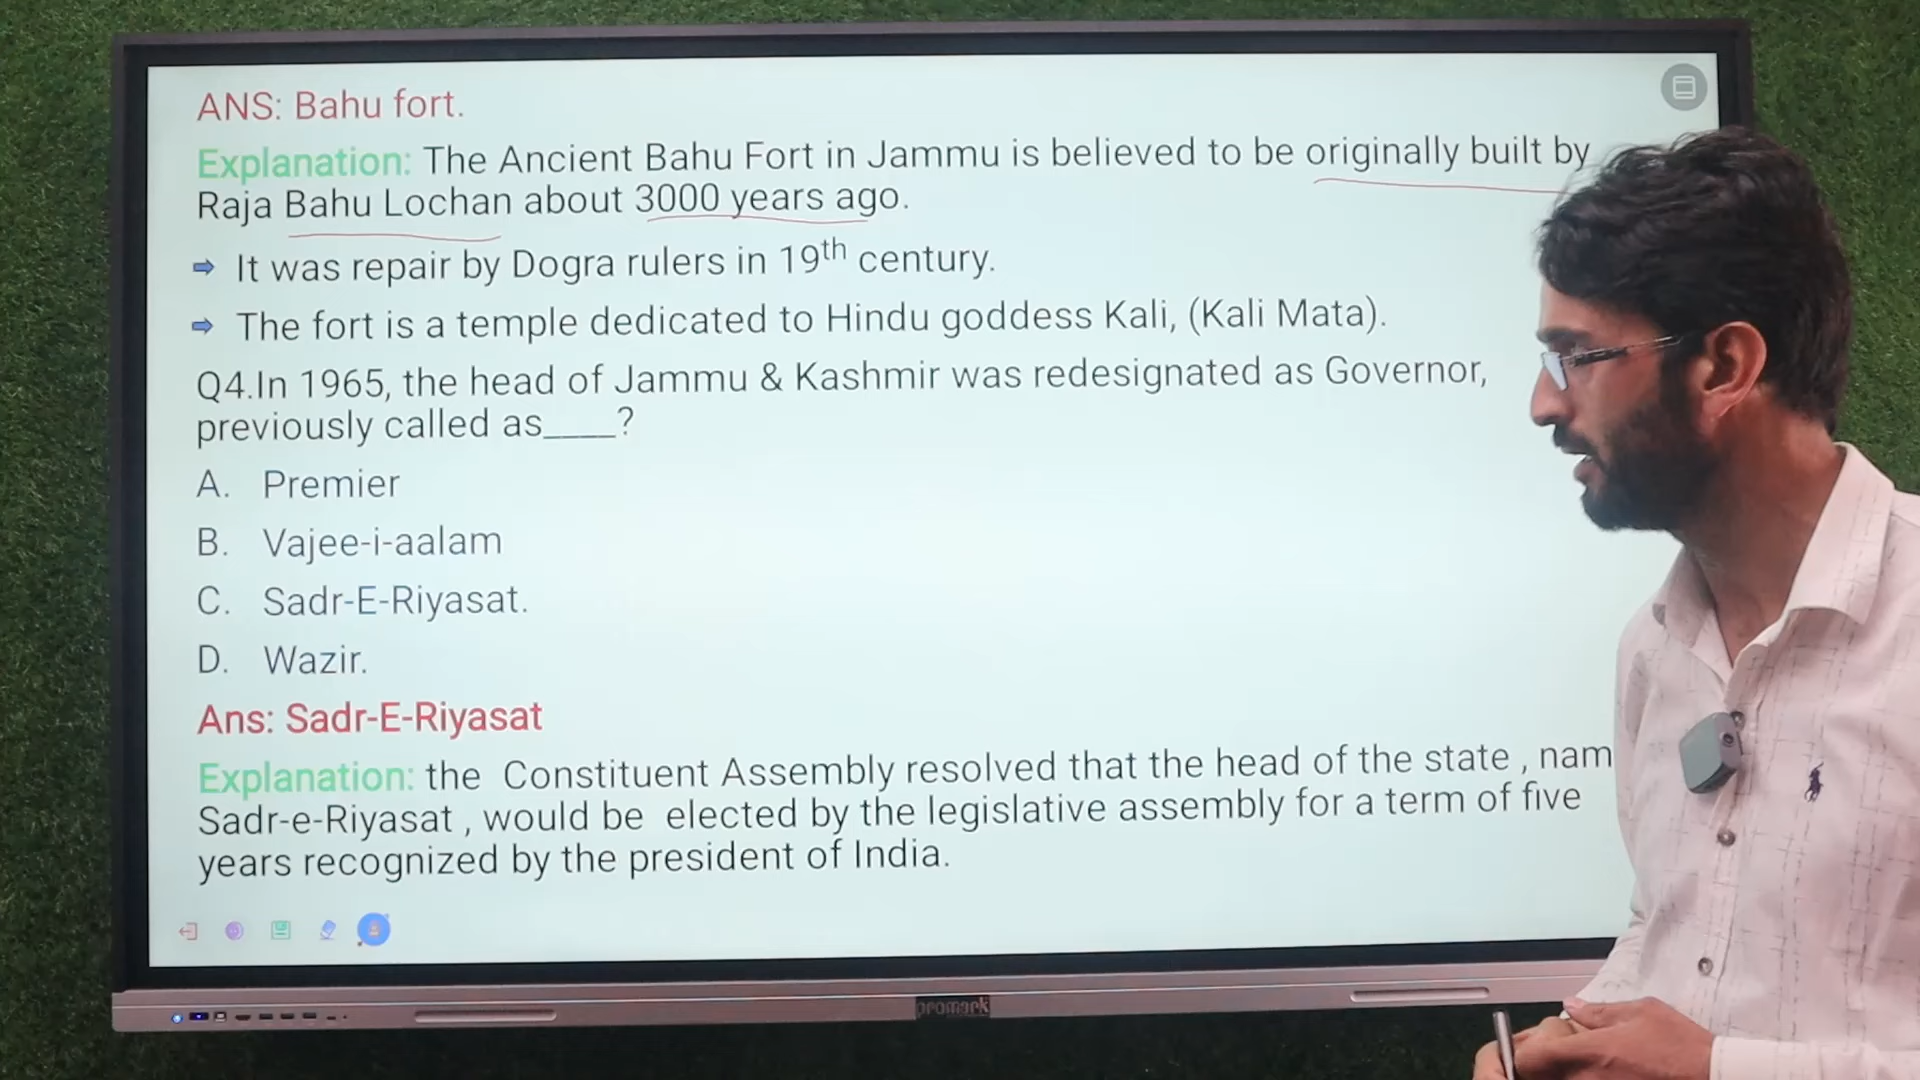 ANS: Bahu fort.
Explanation: The Ancient Bahu Fort in Jammu is believed to be originally built by
Raja Bahu Lochan about 3000 years ago.
It was repair by Dogra rulers in 19th century.
The fort is a temple dedicated to Hindu goddess Kali, (Kali Mata).
Q4.In 1965, the head of Jammu & Kashmir was redesignated as Governor,
previously called as____?
A. Premier
B. Vajee-i-aalam
C. Sadr-E-Riyasat.
D. Wazir.
Ans: Sadr-E-Riyasat
Explanation: the Constituent Assembly resolved that the head of the state , nam
Sadr-e-Riyasat , would be elected by the legislative assembly for a term of five
years recognized by the president of India.
promark